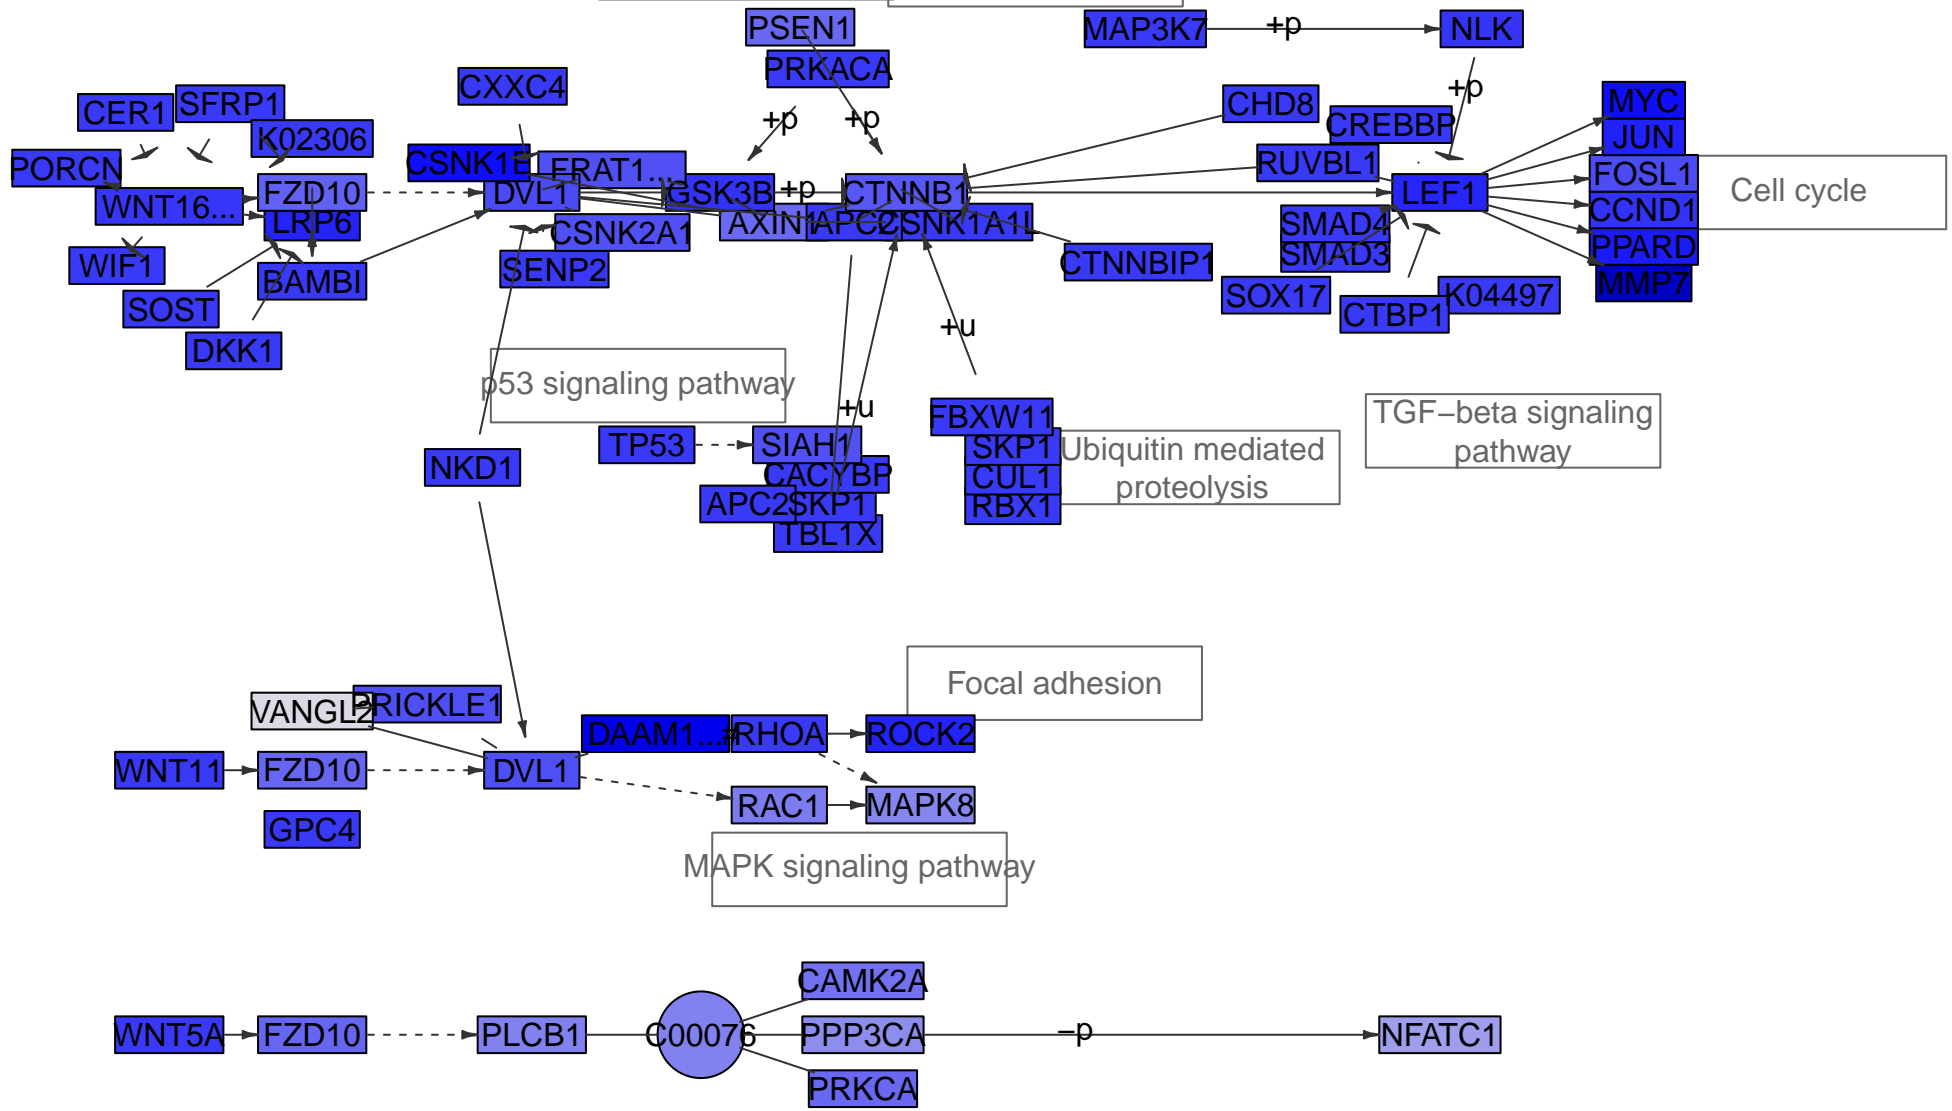 PSEN1
MAP3K7
+p
NLK
PRKACA
CXXC4
CER1
SFRP1
K02306
+p
+p
CHD8
CREBBP
+p
MYC
JUN
PORCN
CSNK1E
FRAT1...
RUVBL1
FOSL1
Cell cycle
WNT16...
FZD10
LRP6
DVL1
GSK3B
+p
CTNNB1
LEF1
CCND1
AXIN1
APC2
CSNK1A1L
SMAD4
SMAD3
PPARD
MMP7
WIF1
BAMBI
CSNK2A1
SENP2
CTNNBIP1
SOST
SOX17
K04497
CTBP1
DKK1
+u
p53 signaling pathway
+u
FBXW11
TGF−beta signaling
pathway
TP53
SIAH1
SKP1
Ubiquitin mediated
proteolysis
NKD1
CACYBP
CUL1
APC2
SKP1
RBX1
TBL1X
Focal adhesion
VANGL2
PRICKLE1
DAAM1...
RHOA
ROCK2
WNT11
FZD10
DVL1
RAC1
MAPK8
GPC4
MAPK signaling pathway
CAMK2A
WNT5A
FZD10
PLCB1
C00076
PPP3CA
−p
NFATC1
PRKCA